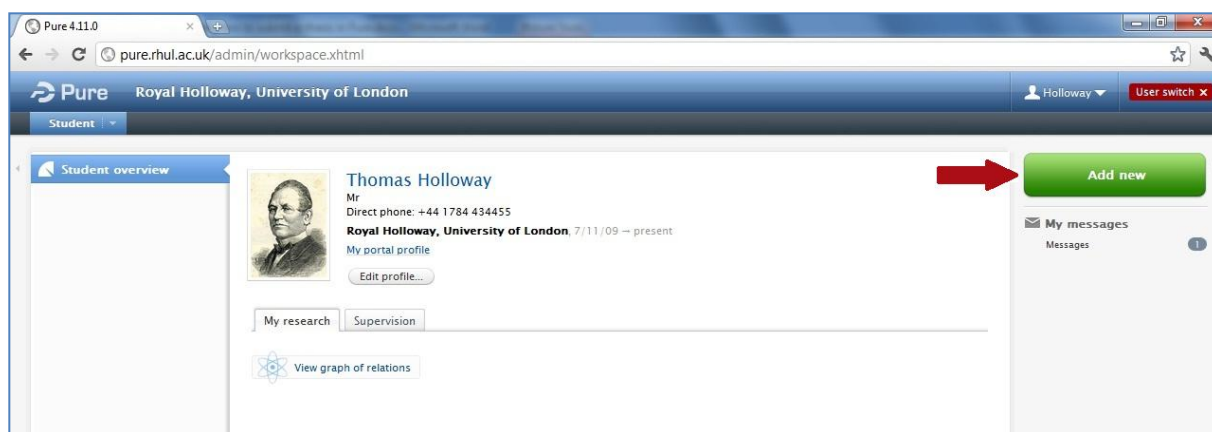 Pure 4.11.0
pure.rhul.ac.uk/admin/workspace.xhtml
Pure Royal Holloway, University of London
Holloway
User switch x
Student
Student overview
Thomas Holloway
Mr
Direct phone: +44 1784 434455
Royal Holloway, University of London, 7/11/09 → present
My portal profile
Edit profile...
My research
Supervision
View graph of relations
Add new
My messages
Messages
1